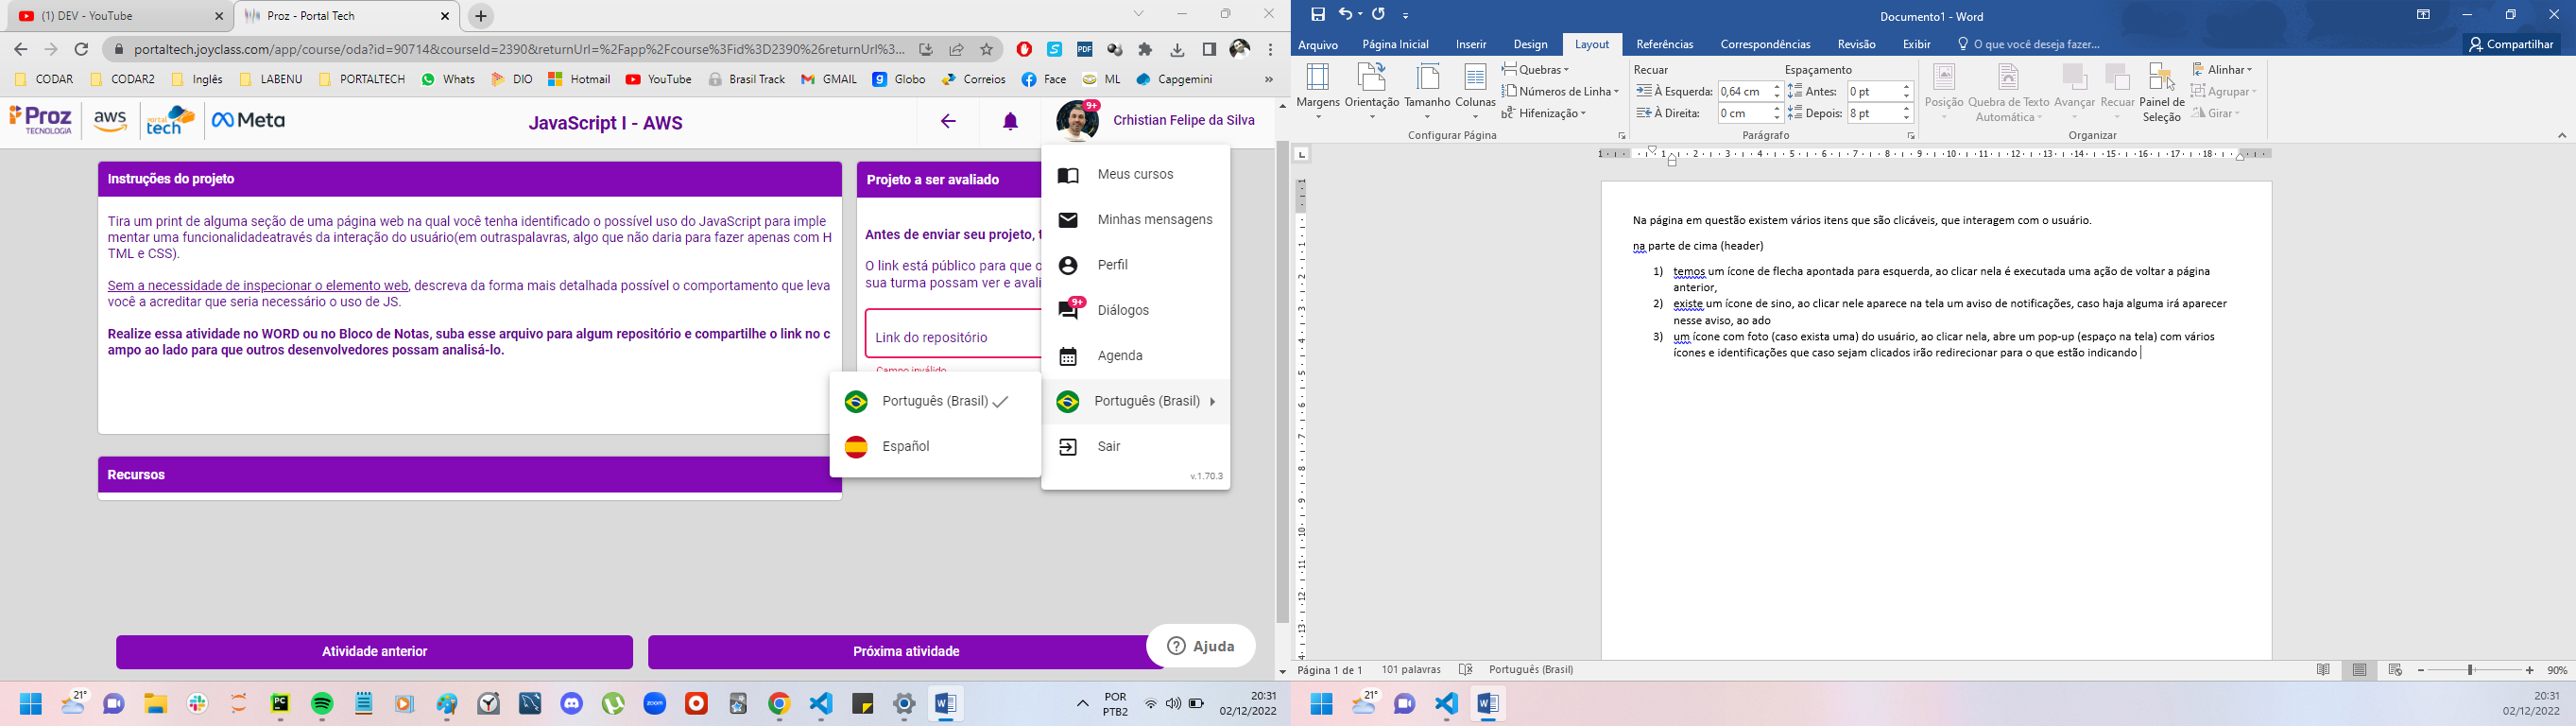 (1) DEV - YouTube
Proz - Portal Tech
portaltech.joyclass.com/app/course/oda?id=90714&courseId=2390&returnUrl=%2Fapp%2Fcourse%3Fid%3D2390%26returnUrl%3...
CODAR
CODAR2
Inglês
LABENU
PORTALTECH
Whats
DIO
Hotmail
YouTube
Brasil Track
GMAIL
Globo
Correios
Face
ML
Capgemini
»
Proz
TECNOLOGIA
aws
PORTAL
tech
Meta
JavaScript I - AWS
9+
Crhistian Felipe da Silva
Instruções do projeto
Tira um print de alguma seção de uma página web na qual você tenha identificado o possível uso do JavaScript para imple
mentar uma funcionalidadeatravés da interação do usuário(em outraspalavras, algo que não daria para fazer apenas com H
TML e CSS).
Sem a necessidade de inspecionar o elemento web, descreva da forma mais detalhada possível o comportamento que leva
você a acreditar que seria necessário o uso de JS.
Realize essa atividade no WORD ou no Bloco de Notas, suba esse arquivo para algum repositório e compartilhe o link no c
ampo ao lado para que outros desenvolvedores possam analisá-lo.
Recursos
Projeto a ser avaliado
Antes de enviar seu projeto, t
O link está público para que o
sua turma possam ver e avali
Link do repositório
Campo inválido
Meus cursos
Minhas mensagens
Perfil
9+
Diálogos
Agenda
Português (Brasil)
Sair
v.1.70.3
Português (Brasil)
Español
Atividade anterior
Próxima atividade
Ajuda
21°
POR
PTB2
20:31
02/12/2022
Documento1 - Word
Arquivo
Página Inicial
Inserir
Design
Layout
Referências
Correspondências
Revisão
Exibir
O que você deseja fazer...
Compartilhar
Margens
Orientação
Tamanho
Colunas
Quebras
Números de Linha
Hifenização
Configurar Página
Recuar
À Esquerda: 0,64 cm
À Direita: 0 cm
Espaçamento
Antes: 0 pt
Depois: 8 pt
Parágrafo
Posição
Quebra de Texto
Automática
Avançar
Recuar
Painel de
Seleção
Alinhar
Agrupar
Girar
Organizar
Na página em questão existem vários itens que são clicáveis, que interagem com o usuário.
na parte de cima (header)
1) temos um ícone de flecha apontada para esquerda, ao clicar nela é executada uma ação de voltar a página
anterior,
2) existe um ícone de sino, ao clicar nele aparece na tela um aviso de notificações, caso haja alguma irá aparecer
nesse aviso, ao ado
3) um ícone com foto (caso exista uma) do usuário, ao clicar nela, abre um pop-up (espaço na tela) com vários
ícones e identificações que caso sejam clicados irão redirecionar para o que estão indicando
Página 1 de 1
101 palavras
Português (Brasil)
90%
21°
20:31
02/12/2022